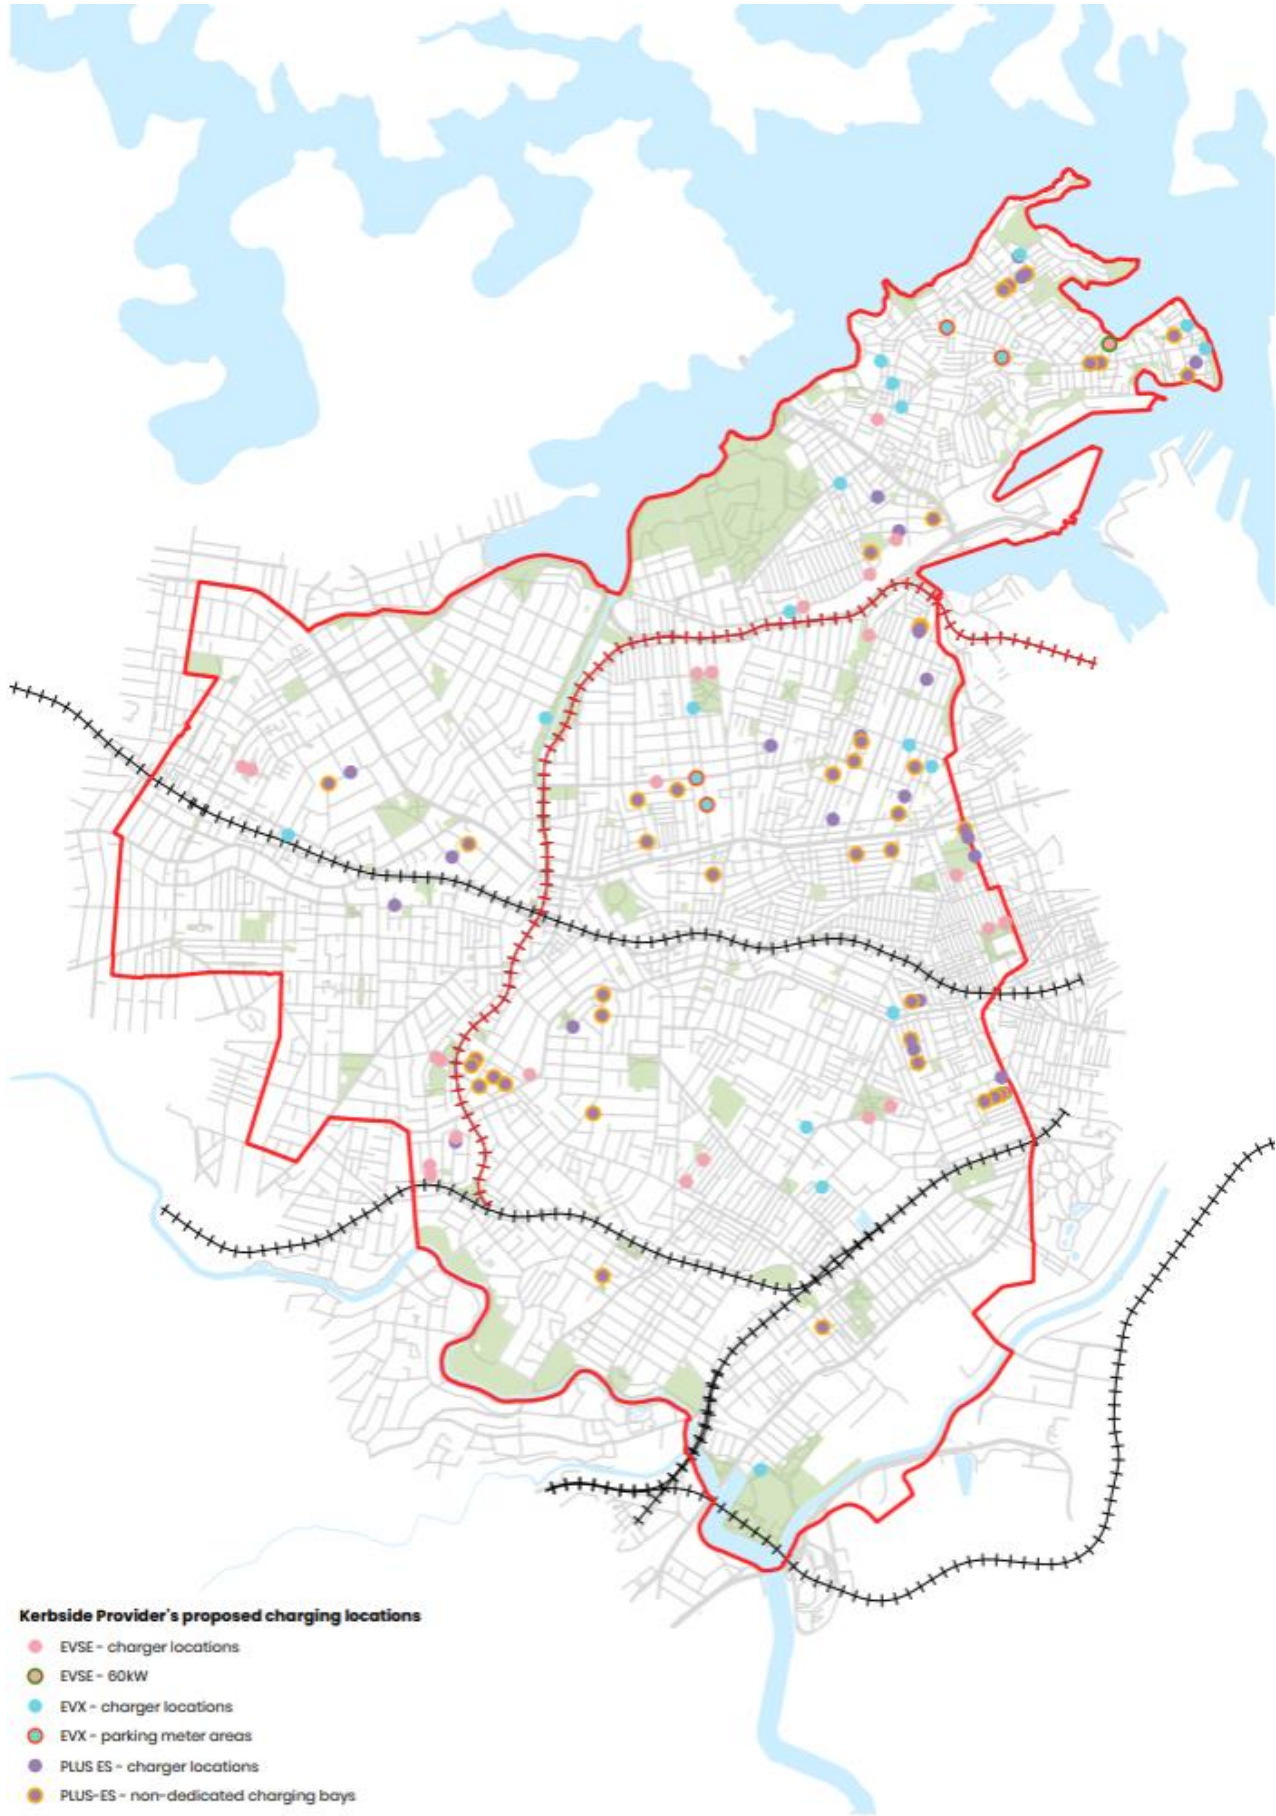 Kerbside Provider's proposed charging locations
EVSE - charger locations
EVSE - 60kW
EVX - charger locations
EVX - parking meter areas
PLUS ES - charger locations
PLUS-ES - non-dedicated charging bays